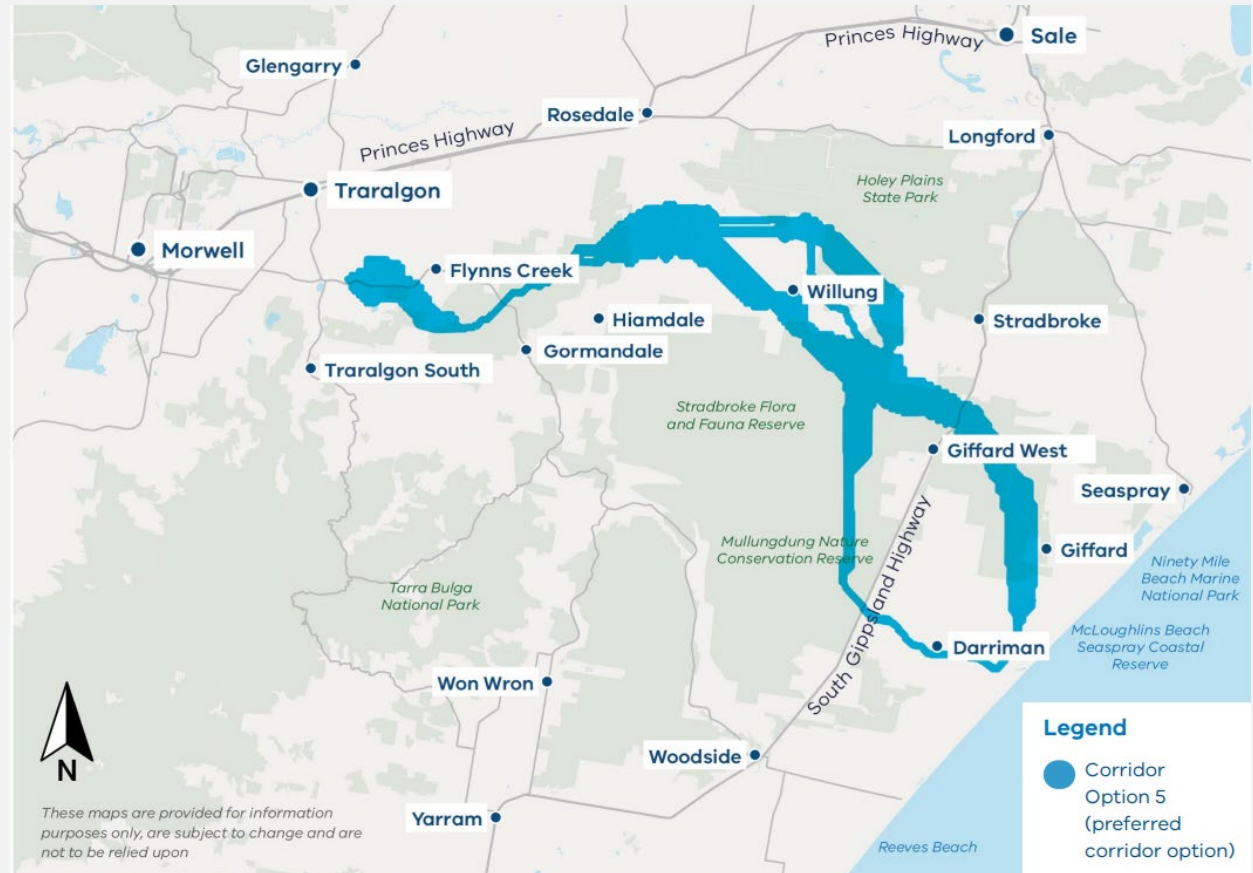 Princes Highway
Sale
Glengarry
Rosedale
Princes Highway
Longford
Traralgon
Holey Plains
State Park
Morwell
Flynns Creek
Willung
Hiamdale
Stradbroke
Gormandale
Traralgon South
Stradbroke Flora
and Fauna Reserve
Giffard West
Seaspray
Mullungdung Nature
Conservation Reserve
Giffard
Ninety Mile
Beach Marine
National Park
Tarra Bulga
National Park
South Gippsland Highway
McLoughlins Beach
Seaspray Coastal
Reserve
Darriman
Won Wron
Woodside
N
These maps are provided for information
purposes only, are subject to change and are
not to be relied upon
Yarram
Reeves Beach
Legend
Corridor
Option 5
(preferred
corridor option)